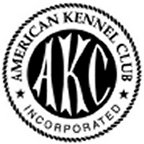 AMERICAN KENNEL CLUB
AKC
INCORPORATED